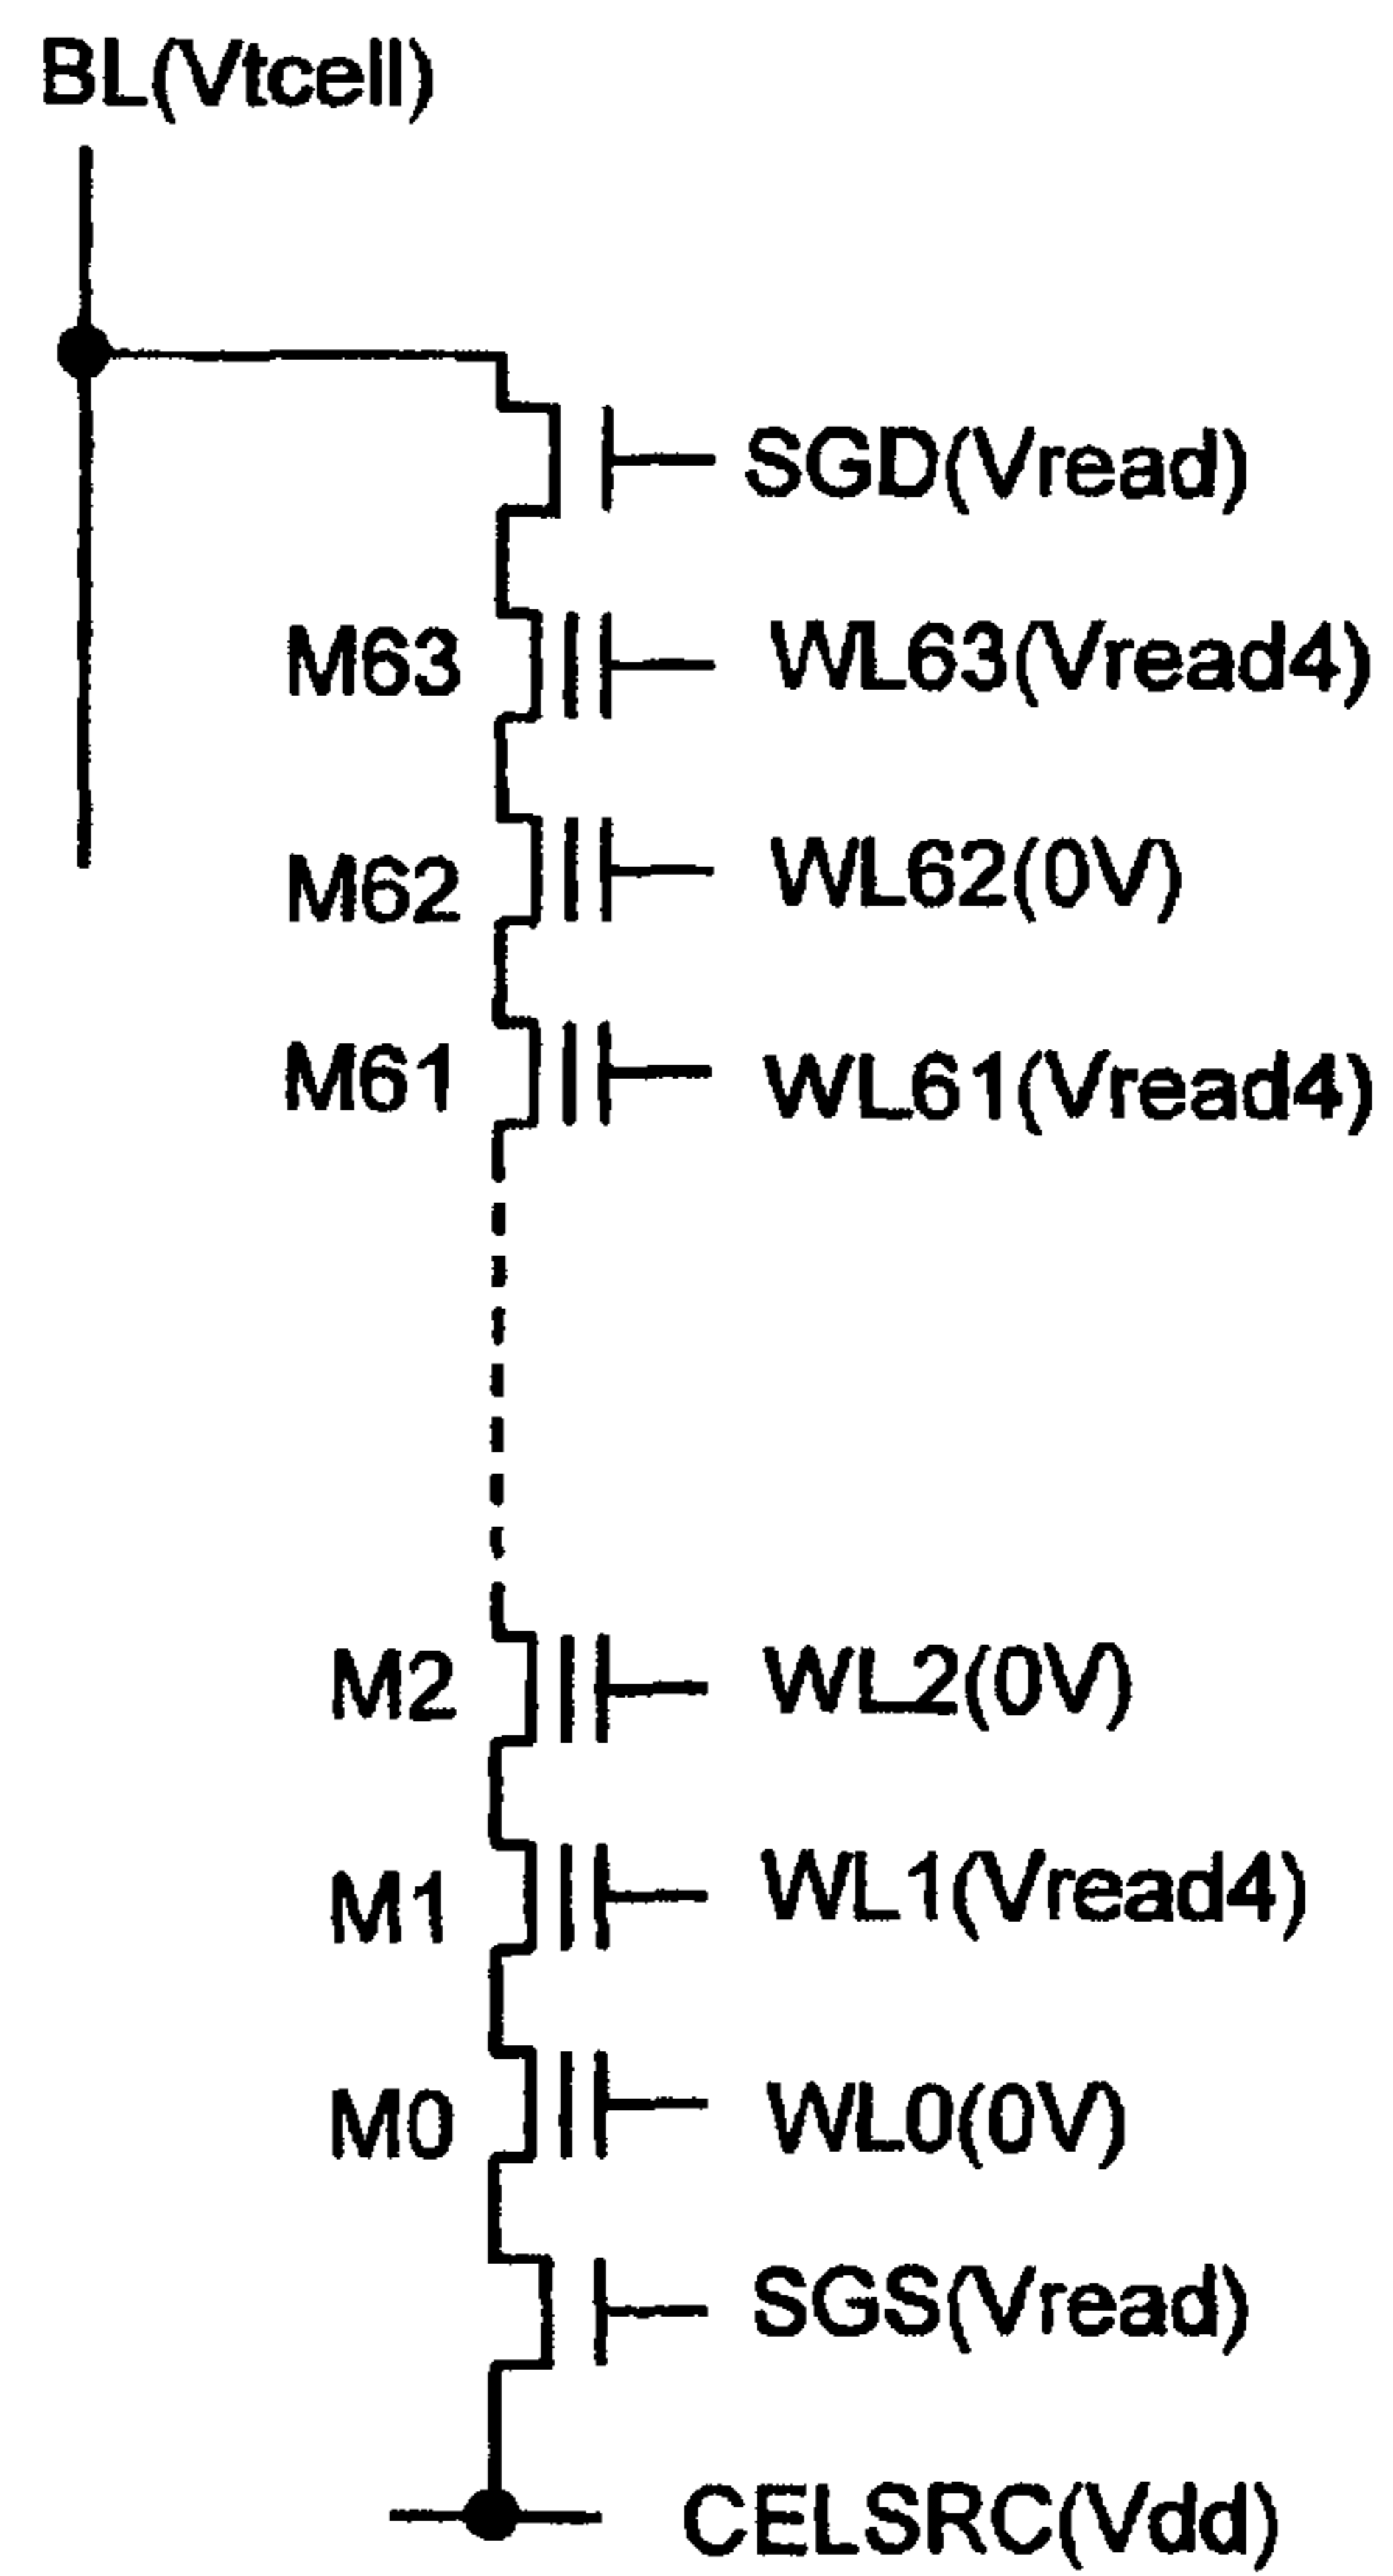 BL(Vtcell)
SGD(Vread)
M63 WL63(Vread4)
M62 WL62(0V)
M61 WL61(Vread4)
M2 WL2(0V)
M1 WL1(Vread4)
M0 WL0(0V)
SGS(Vread)
CELSRC(Vdd)